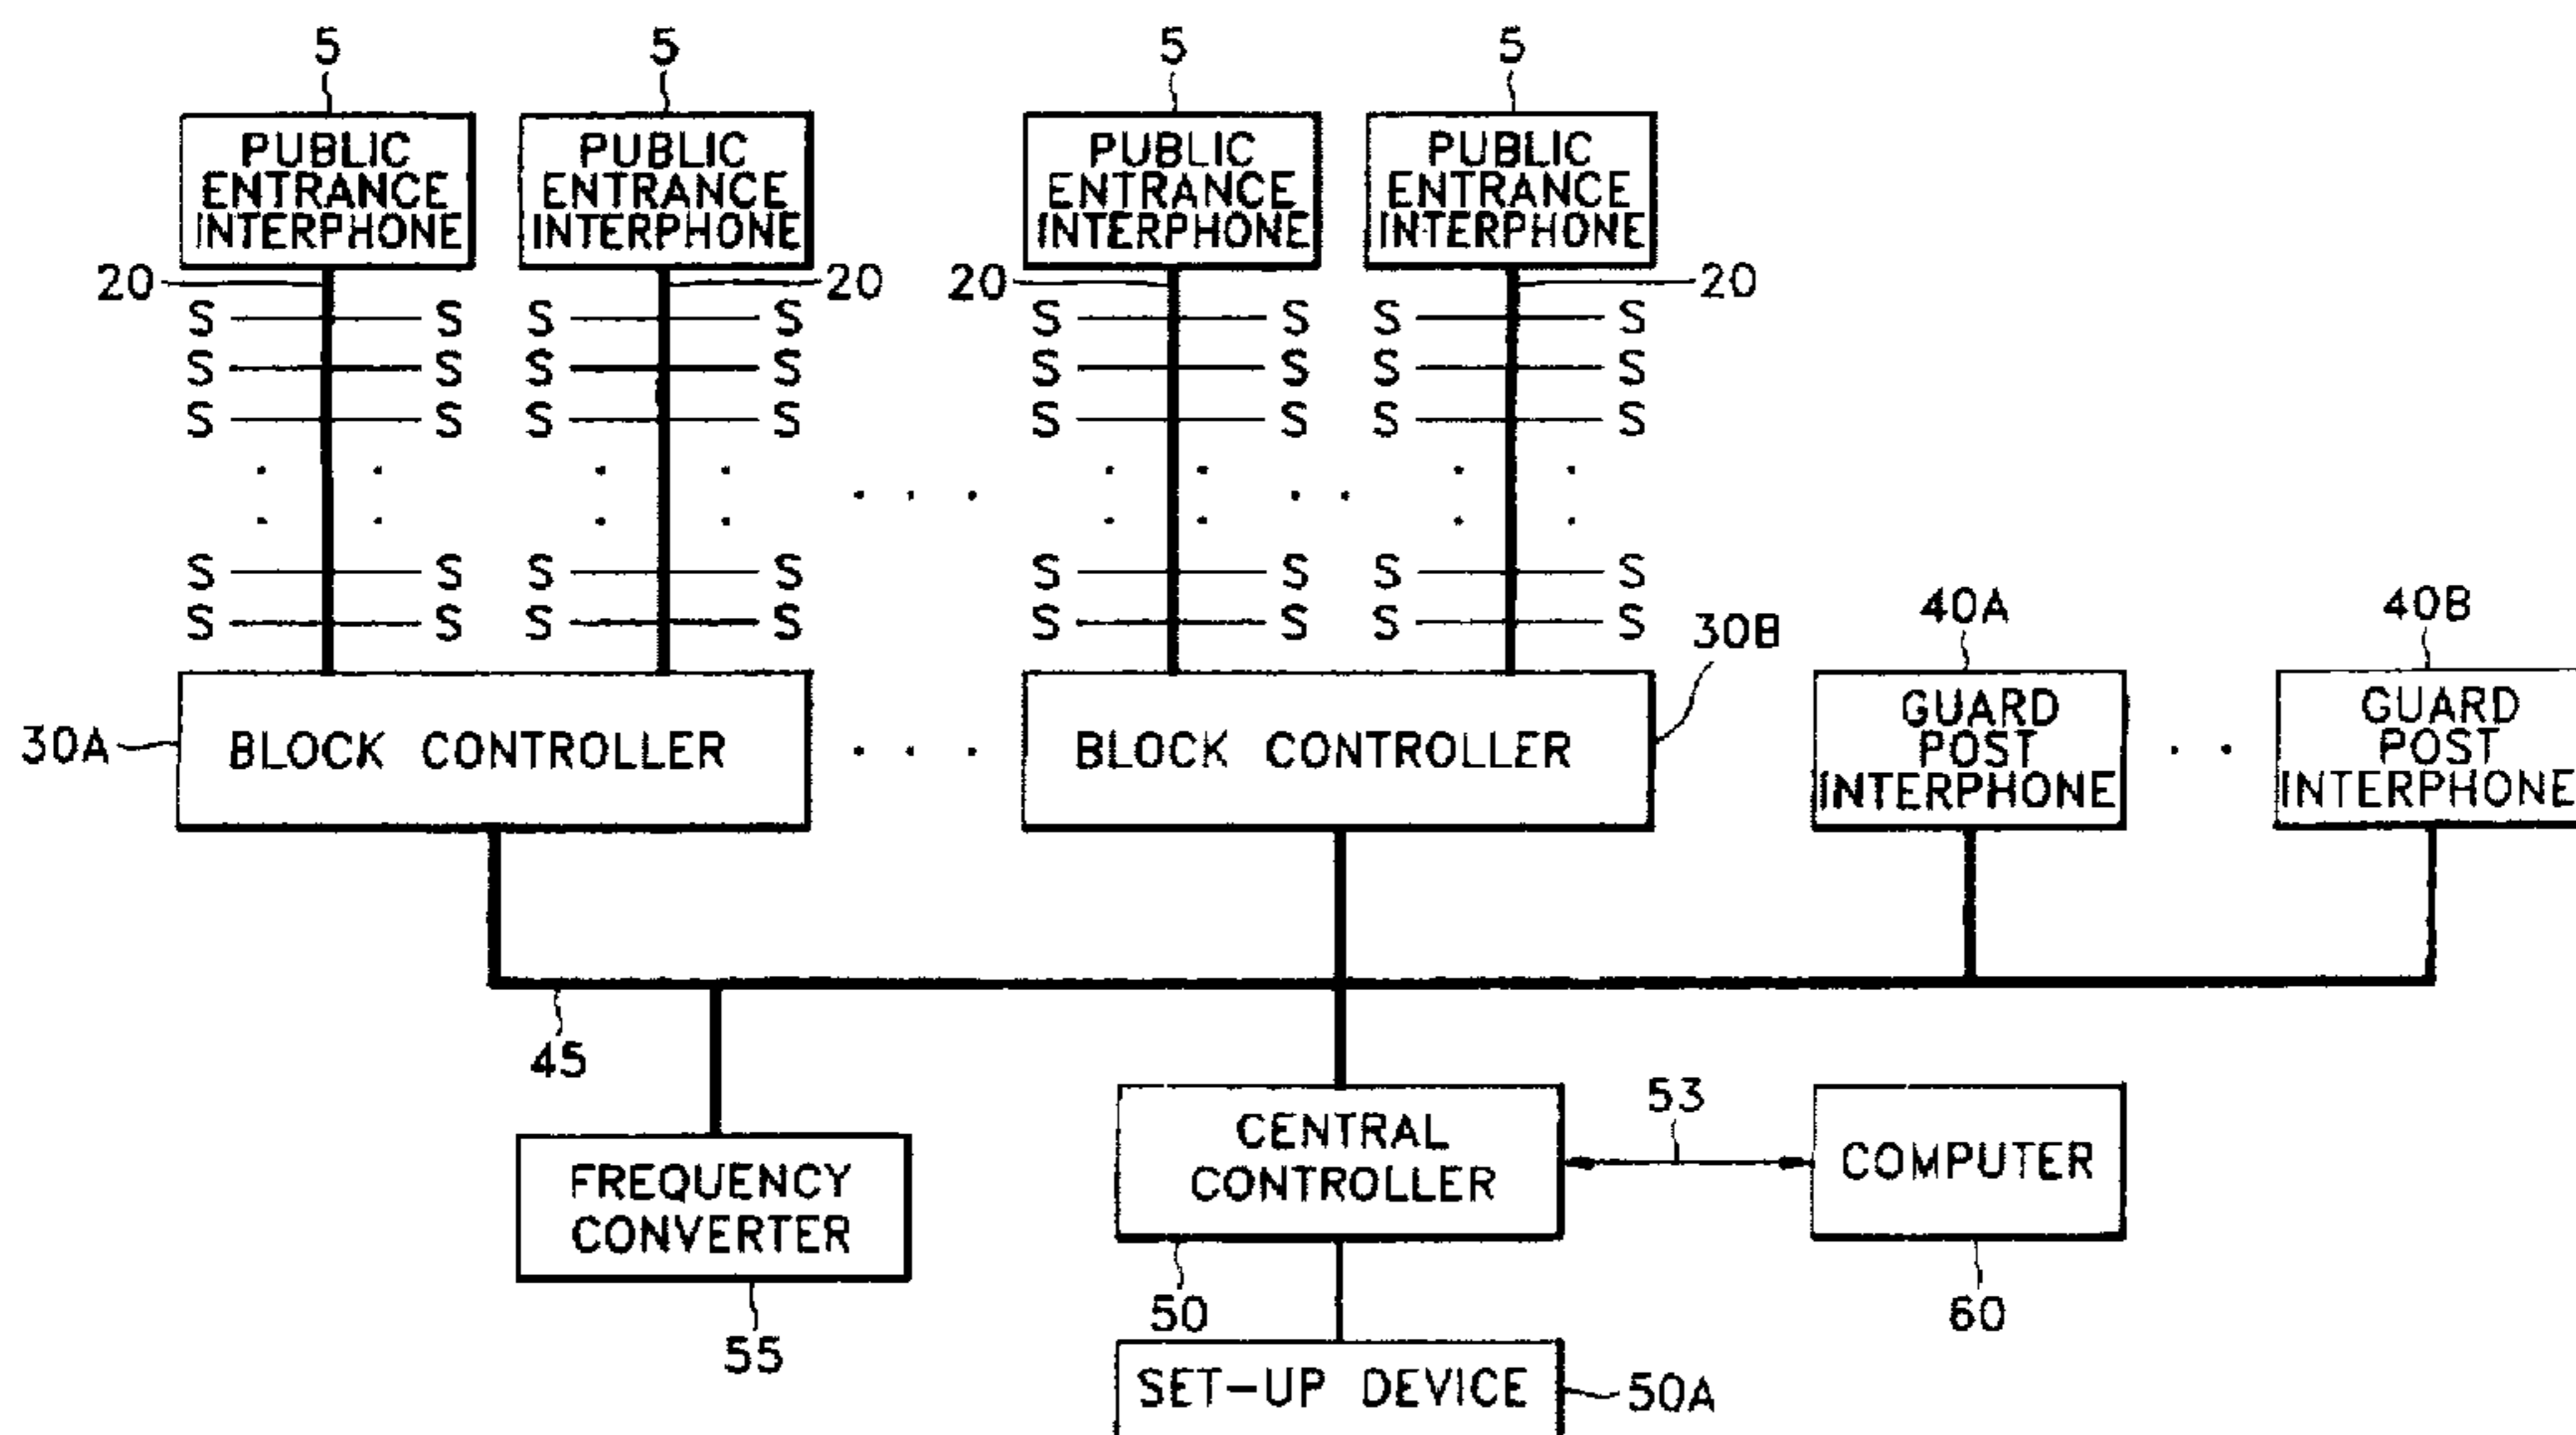 5 5 5 5
PUBLIC ENTRANCE INTERPHONE
PUBLIC ENTRANCE INTERPHONE
PUBLIC ENTRANCE INTERPHONE
PUBLIC ENTRANCE INTERPHONE
20 20 20 20
S S S S S S S S
S S S S S S S S
S S S S S S S S
S S S S S S S S
S S S S S S S S
30A
BLOCK CONTROLLER
BLOCK CONTROLLER
30B
40A
GUARD POST INTERPHONE
40B
GUARD POST INTERPHONE
45
FREQUENCY CONVERTER
55
CENTRAL CONTROLLER
50
53
COMPUTER
60
SET-UP DEVICE
50A